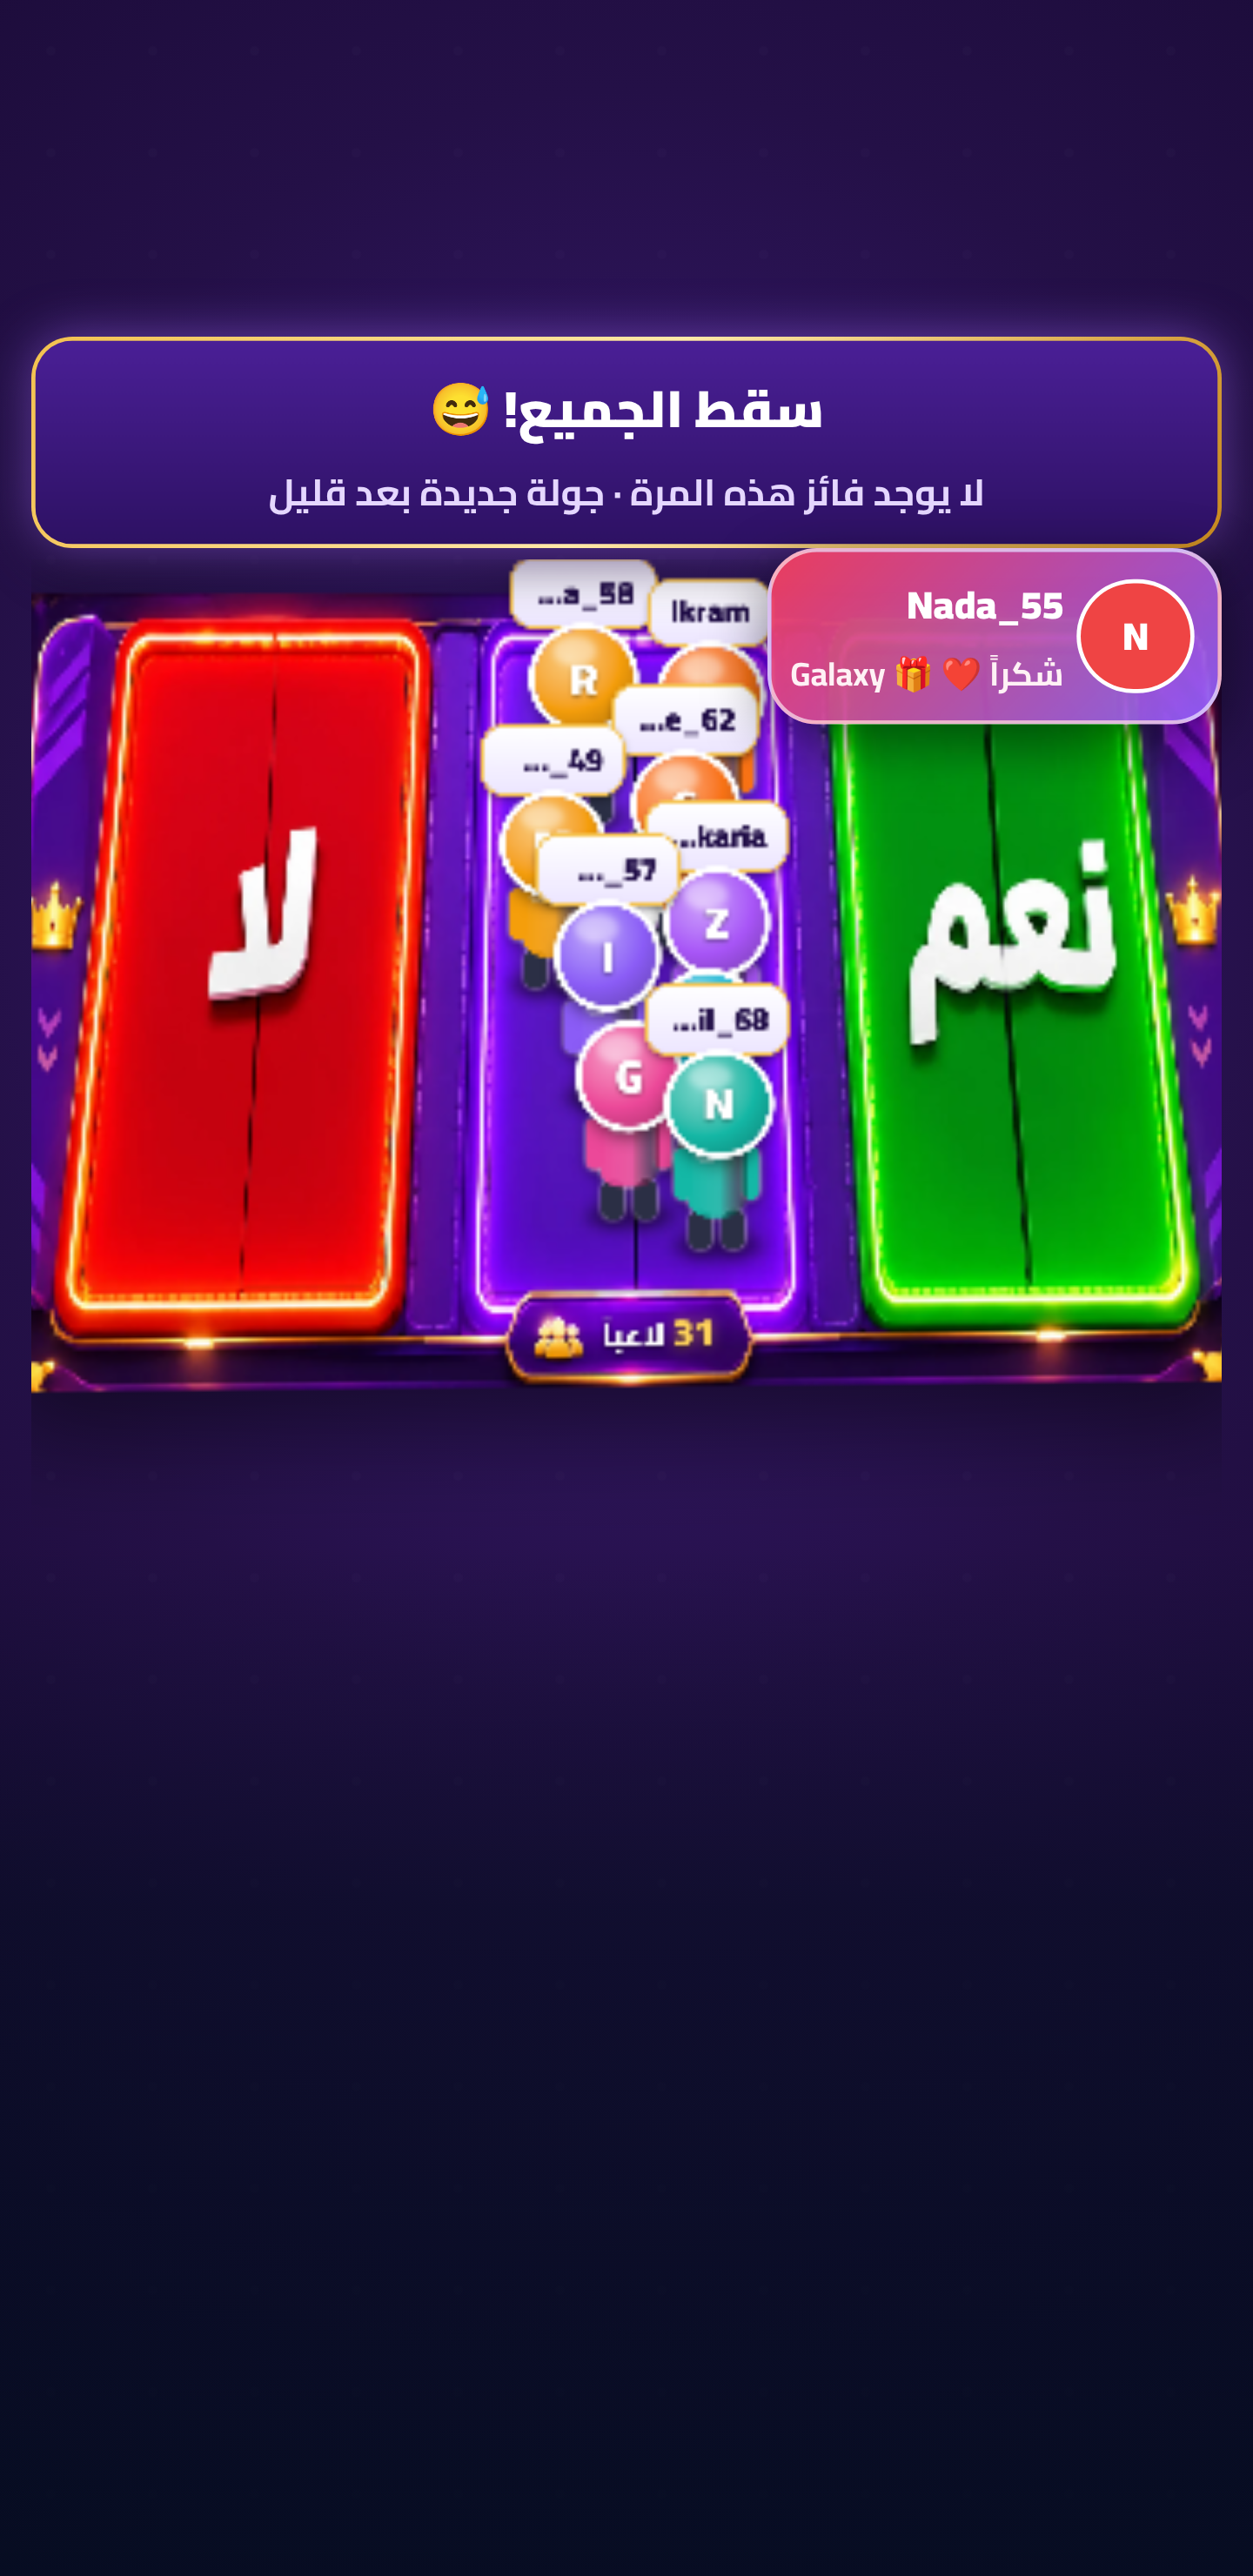 سقط الجميع! 😅
لا يوجد فائز هذه المرة · جولة جديدة بعد قليل
Nada_55
شكراً ❤️ 🎁 Galaxy
N
...a_58
Ikram
R
...e_62
..._49
...karia
..._57
Z
I
...il_68
G
N
نعم
لا
31 لاعباً